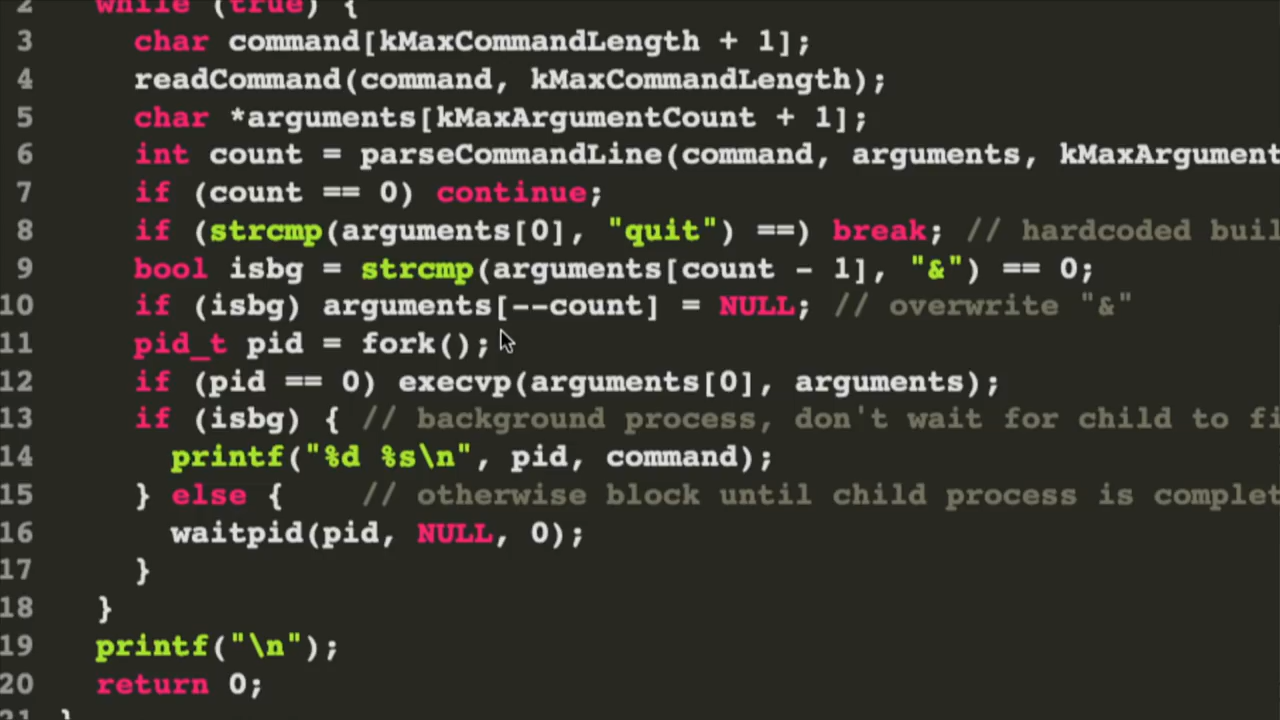 2 while (true) {
3 char command[kMaxCommandLength + 1];
4 readCommand(command, kMaxCommandLength);
5 char *arguments[kMaxArgumentCount + 1];
6 int count = parseCommandLine(command, arguments, kMaxArgument
7 if (count == 0) continue;
8 if (strcmp(arguments[0], "quit") ==) break; // hardcoded buil
9 bool isbg = strcmp(arguments[count - 1], "&") == 0;
10 if (isbg) arguments[--count] = NULL; // overwrite "&"
11 pid_t pid = fork();
12 if (pid == 0) execvp(arguments[0], arguments);
13 if (isbg) { // background process, don't wait for child to fi
14 printf("%d %s\n", pid, command);
15 } else { // otherwise block until child process is complet
16 waitpid(pid, NULL, 0);
17 }
18 }
19 printf("\n");
20 return 0;
21 }